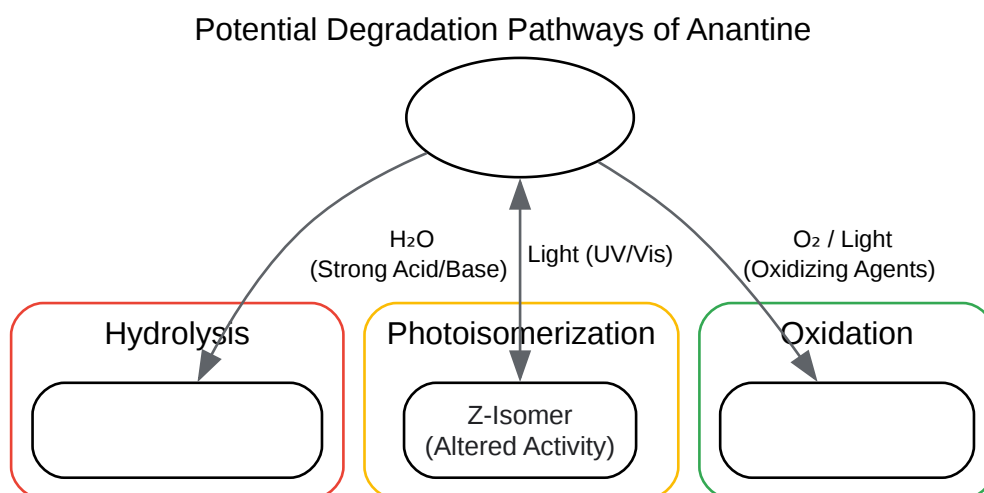 Potential Degradation Pathways of Anantine
H₂O
(Strong Acid/Base)
Light (UV/Vis)
O₂ / Light
(Oxidizing Agents)
Hydrolysis
Photoisomerization
Oxidation
Z-Isomer
(Altered Activity)